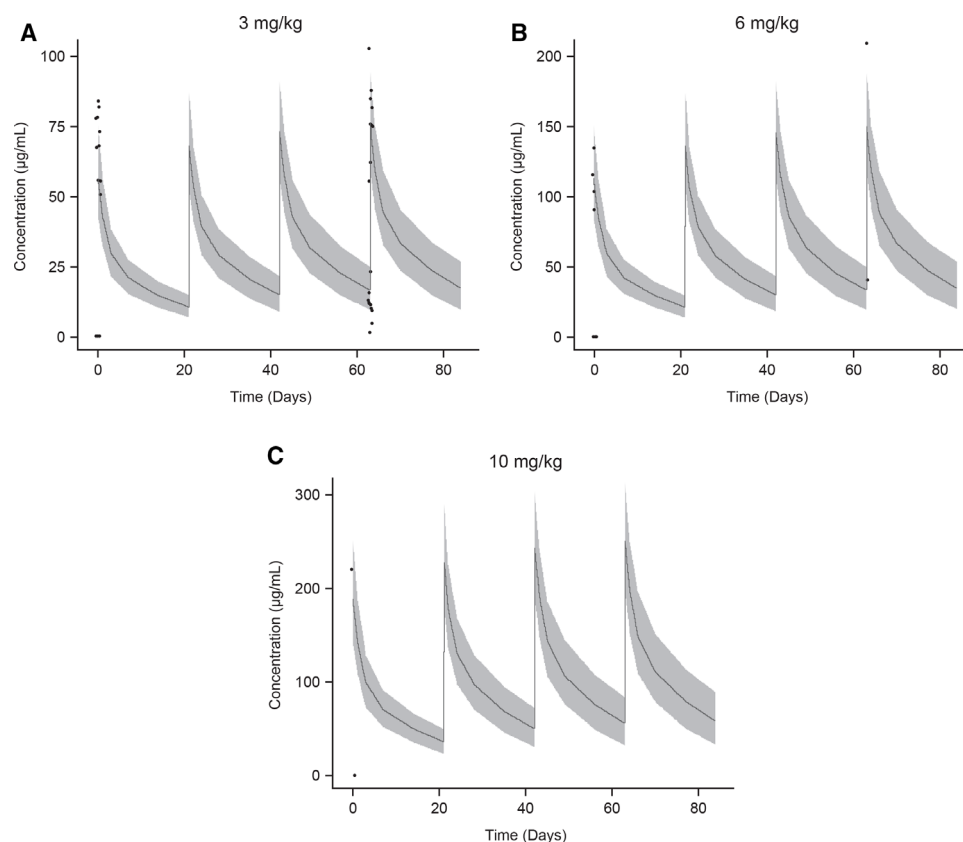 A
3 mg/kg
100
75
50
25
0
0 20 40 60 80
Concentration (µg/mL)
Time (Days)
B
6 mg/kg
200
150
100
50
0
0 20 40 60 80
Concentration (µg/mL)
Time (Days)
C
10 mg/kg
300
200
100
0
0 20 40 60 80
Concentration (µg/mL)
Time (Days)